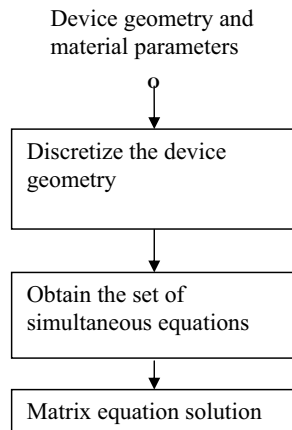 Device geometry and
material parameters
Discretize the device
geometry
Obtain the set of
simultaneous equations
Matrix equation solution